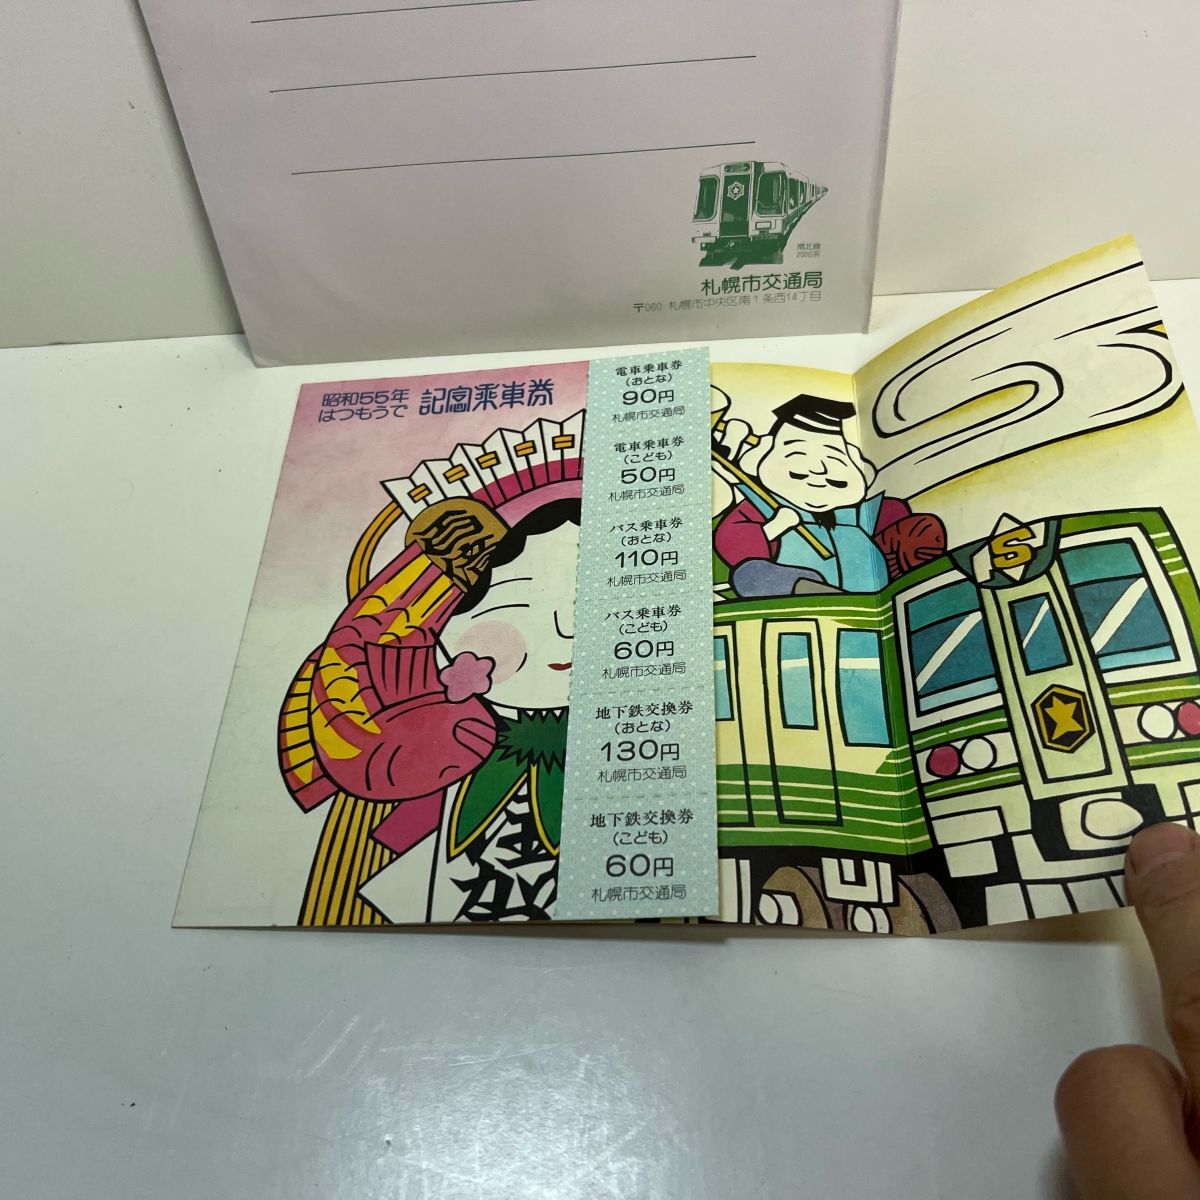 南北線
2000系
札幌市交通局
〒060 札幌市中央区南1条西14丁目
昭和55年
はつもうで
記念乗車券
電車乗車券
(おとな)
90円
札幌市交通局
電車乗車券
(こども)
50円
札幌市交通局
バス乗車券
(おとな)
110円
札幌市交通局
バス乗車券
(こども)
60円
札幌市交通局
地下鉄交換券
(おとな)
130円
札幌市交通局
地下鉄交換券
(こども)
60円
札幌市交通局
S